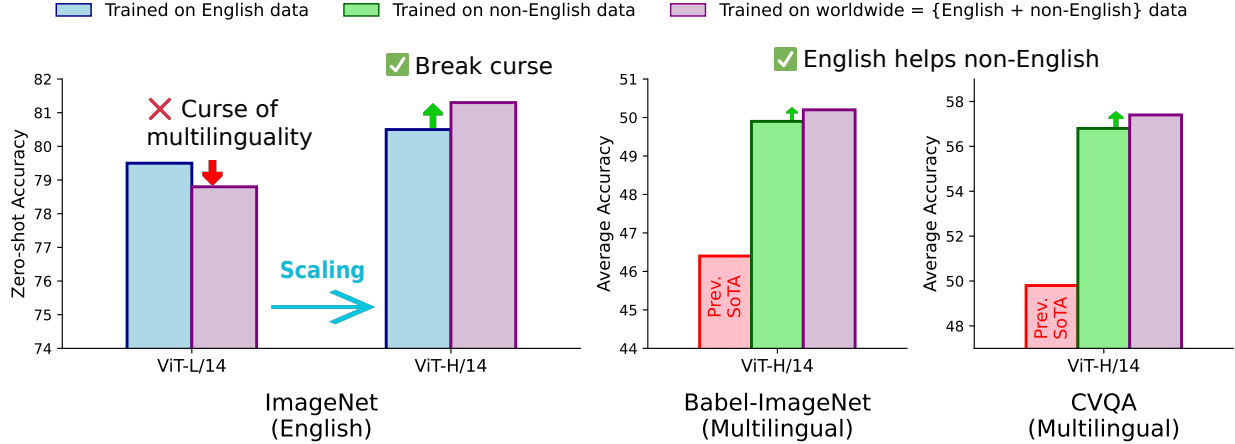 Trained on English data
Trained on non-English data
Trained on worldwide = {English + non-English} data
Zero-shot Accuracy
82
81
80
79
78
77
76
75
74
Curse of
multilinguality
Break curse
Scaling
ViT-L/14
ViT-H/14
ImageNet
(English)
English helps non-English
Average Accuracy
51
50
49
48
47
46
45
44
Prev.
SoTA
ViT-H/14
Babel-ImageNet
(Multilingual)
Average Accuracy
58
56
54
52
50
48
Prev.
SoTA
ViT-H/14
CVQA
(Multilingual)